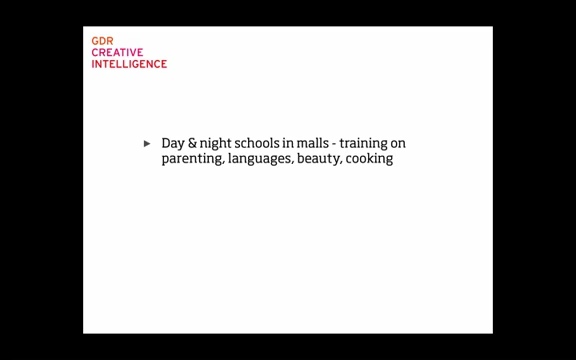 GDR
CREATIVE
INTELLIGENCE
► Day & night schools in malls - training on
parenting, languages, beauty, cooking